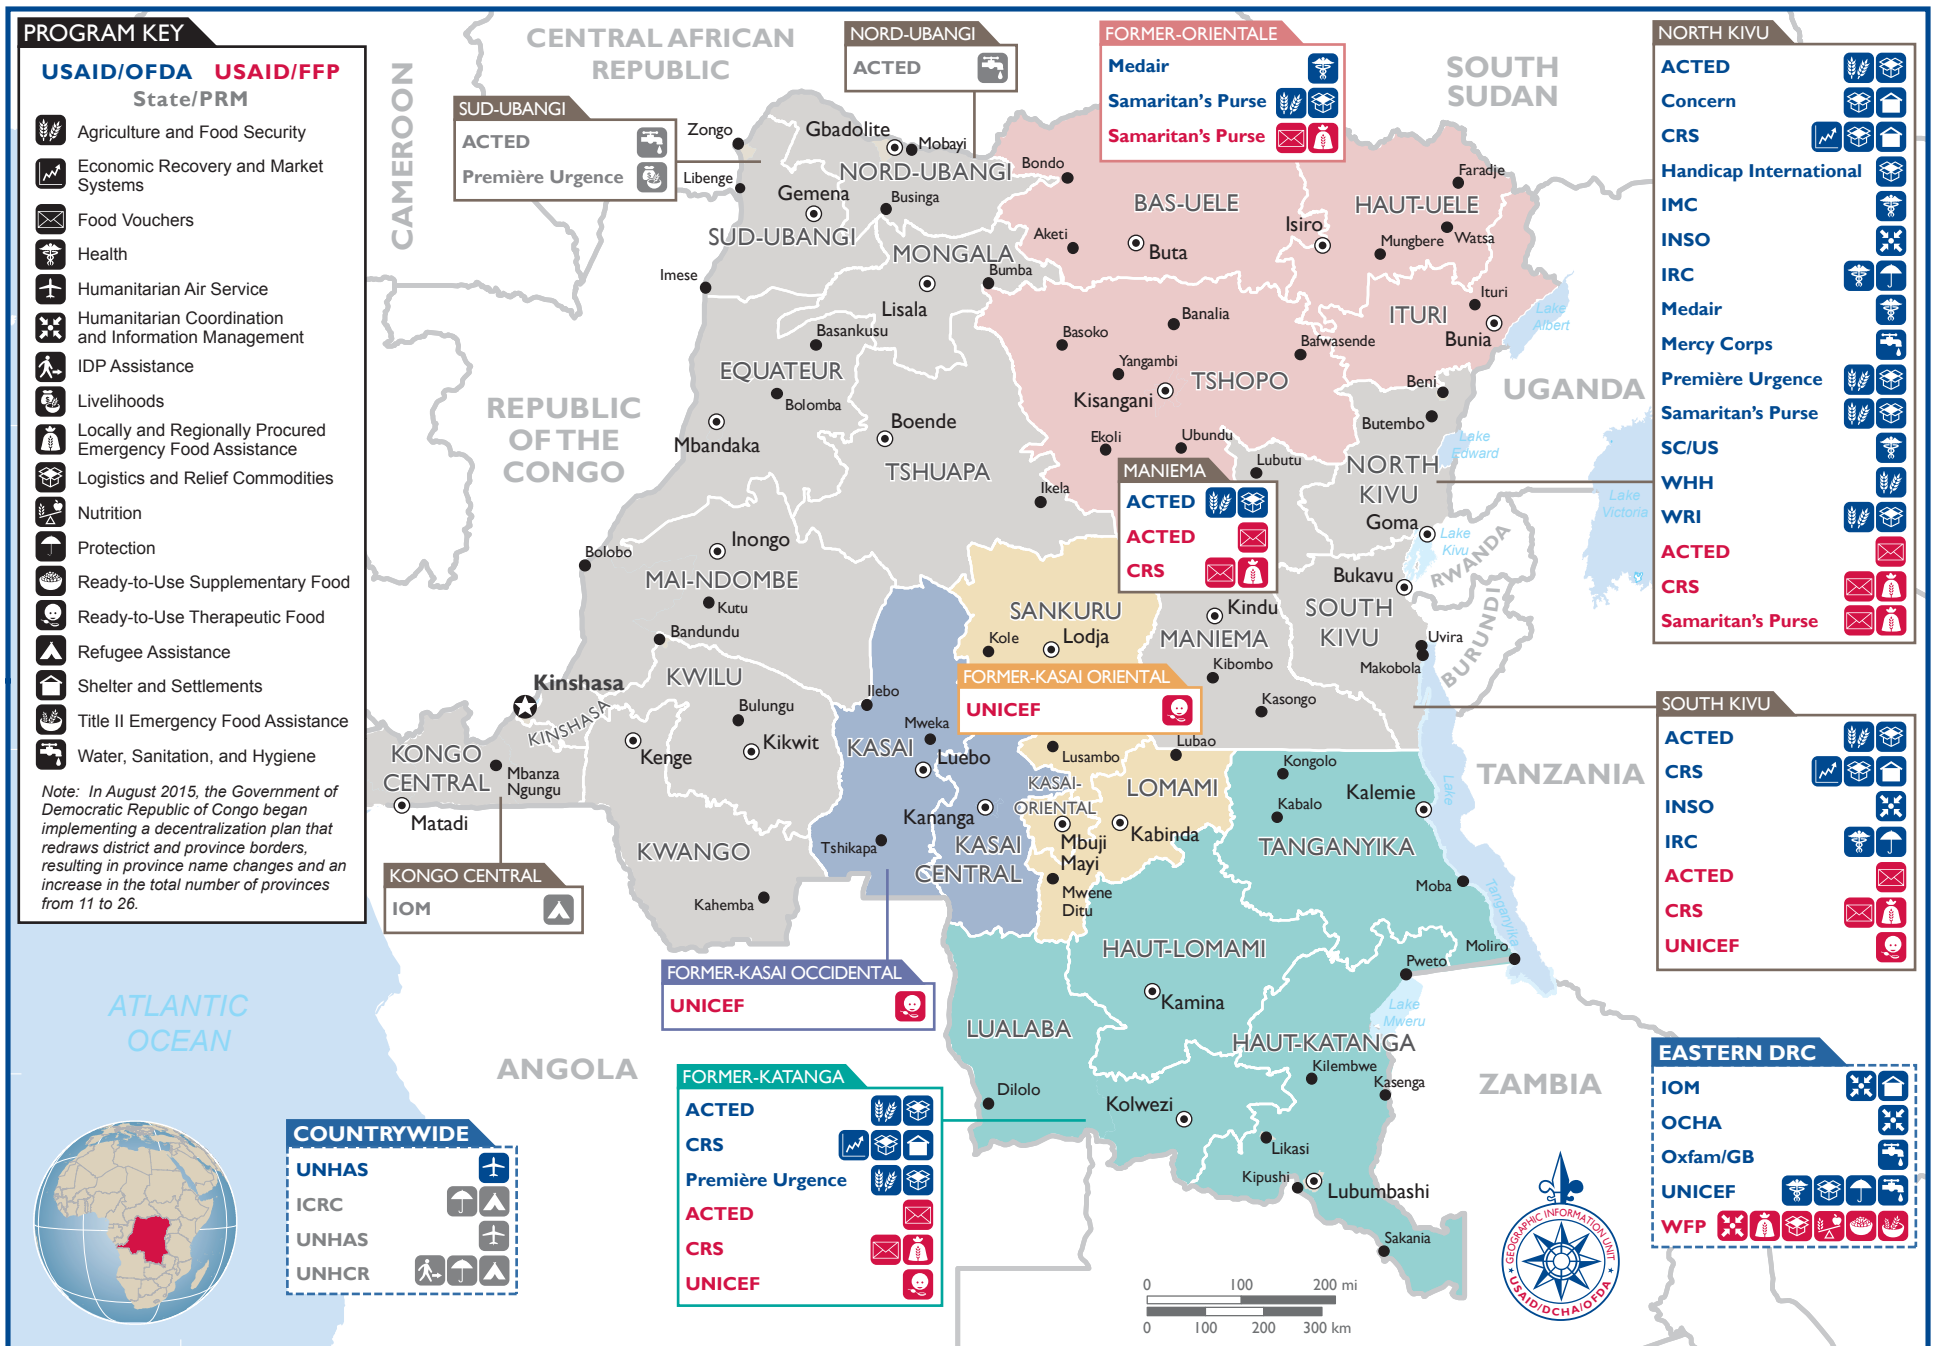 PROGRAM KEY
USAID/OFDA USAID/FFP
State/PRM
Agriculture and Food Security
Economic Recovery and Market
Systems
Food Vouchers
Health
Humanitarian Air Service
Humanitarian Coordination
and Information Management
IDP Assistance
Livelihoods
Locally and Regionally Procured
Emergency Food Assistance
Logistics and Relief Commodities
Nutrition
Protection
Ready-to-Use Supplementary Food
Ready-to-Use Therapeutic Food
Refugee Assistance
Shelter and Settlements
Title II Emergency Food Assistance
Water, Sanitation, and Hygiene
Note: In August 2015, the Government of
Democratic Republic of Congo began
implementing a decentralization plan that
redraws district and province borders,
resulting in province name changes and an
increase in the total number of provinces
from 11 to 26.
CAMEROON
CENTRAL AFRICAN
REPUBLIC
SOUTH
SUDAN
UGANDA
RWANDA
BURUNDI
TANZANIA
ZAMBIA
ANGOLA
REPUBLIC
OF THE
CONGO
ATLANTIC
OCEAN
NORD-UBANGI
ACTED
SUD-UBANGI
ACTED
Première Urgence
FORMER-ORIENTALE
Medair
Samaritan's Purse
Samaritan's Purse
NORTH KIVU
ACTED
Concern
CRS
Handicap International
IMC
INSO
IRC
Medair
Mercy Corps
Première Urgence
Samaritan's Purse
SC/US
WHH
WRI
ACTED
CRS
Samaritan's Purse
MANIEMA
ACTED
ACTED
CRS
FORMER-KASAI ORIENTAL
UNICEF
SOUTH KIVU
ACTED
CRS
INSO
IRC
ACTED
CRS
UNICEF
KONGO CENTRAL
IOM
FORMER-KASAI OCCIDENTAL
UNICEF
FORMER-KATANGA
ACTED
CRS
Première Urgence
ACTED
CRS
UNICEF
COUNTRYWIDE
UNHAS
ICRC
UNHAS
UNHCR
EASTERN DRC
IOM
OCHA
Oxfam/GB
UNICEF
WFP
Zongo
Gbadolite
Mobayi
NORD-UBANGI
Libenge
Gemena
Businga
SUD-UBANGI
MONGALA
Bumba
Imese
Lisala
Bondo
BAS-UELE
Aketi
Buta
Isiro
HAUT-UELE
Faradje
Mungbere
Watsa
Ituri
ITURI
Bunia
Lake
Albert
Basankusu
EQUATEUR
Bolomba
Mbandaka
Boende
TSHUAPA
Ikela
Basoko
Banalia
Yangambi
Bafwasende
Kisangani
TSHOPO
Ekoli
Ubundu
Lubutu
Beni
Butembo
Lake
Edward
NORTH
KIVU
Goma
Lake
Kivu
Lake
Victoria
Bukavu
SOUTH
KIVU
Uvira
Makobola
Bolobo
Inongo
MAI-NDOMBE
Kutu
Bandundu
Kinshasa
KINSHASA
KWILU
Bulungu
Kikwit
Kenge
KONGO
CENTRAL
Mbanza
Ngungu
Matadi
KWANGO
Kahemba
SANKURU
Kole
Lodja
Kindu
MANIEMA
Kibombo
Kasongo
Ilebo
Mweka
KASAI
Luebo
Kananga
Tshikapa
KASAI
CENTRAL
Lusambo
KASAI-
ORIENTAL
Mbuji
Mayi
Mwene
Ditu
Lubao
LOMAMI
Kabinda
Kongolo
Kabalo
Kalemie
TANGANYIKA
Moba
Moliro
Lake
Tanganyika
HAUT-LOMAMI
Kamina
Pweto
Lake
Mweru
LUALABA
HAUT-KATANGA
Kilembwe
Kasenga
Dilolo
Kolwezi
Likasi
Kipushi
Lubumbashi
Sakania
0 100 200 mi
0 100 200 300 km
GEOGRAPHIC INFORMATION UNIT
USAID/DCHA/OFDA